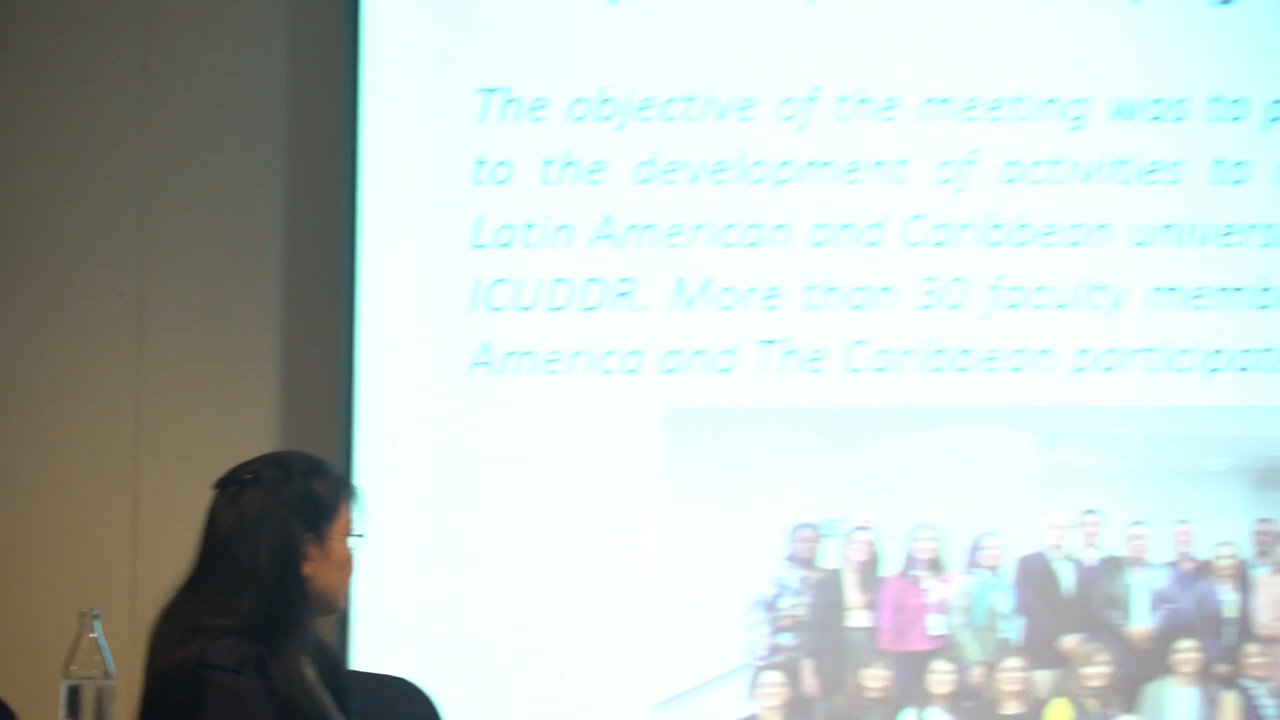 The objective of the meeting was to
to the development of activities to
Latin American and Caribbean
ICUDDR. More than 30 faculty
America and The Caribbean